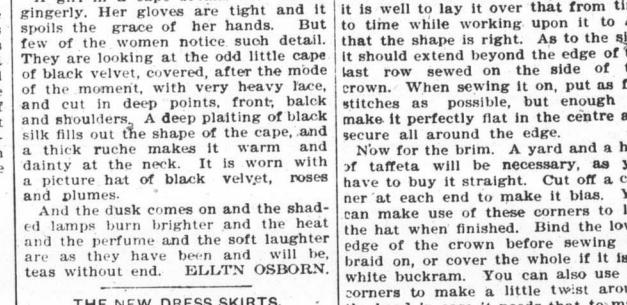 gingerly. Her gloves are tight and it
spoils the grace of her hands. But
few of the women notice such detail.
They are looking at the odd little cape
of black velvet, covered, after the mode
of the moment, with very heavy lace,
and cut in deep points, front, balck
and shoulders. A deep plaiting of black
silk fills out the shape of the cape, and
a thick ruche makes it warm and
dainty at the neck. It is worn with
a picture hat of black velvet, roses
and plumes.
And the dusk comes on and the shad-
ed lamps burn brighter and the heat
and the perfume and the soft laughter
are as they have been and will be,
teas without end. ELLTN OSBORN.
THE NEW DRESS SKIRTS.
it is well to lay it over that from
to time while working upon it to
that the shape is right. As to the
it should extend beyond the edge of
last row sewed on the side of
crown. When sewing it on, put as
stitches as possible, but enough
make it perfectly flat in the centre
secure all around the edge.
Now for the brim. A yard and a
of taffeta will be necessary, as
have to buy it straight. Cut off a
ner at each end to make it bias.
can make use of these corners to
the hat when finished. Bind the
edge of the crown before sewing
braid on, or cover the whole if it is
white buckram. You can also use
corners to make a little twist